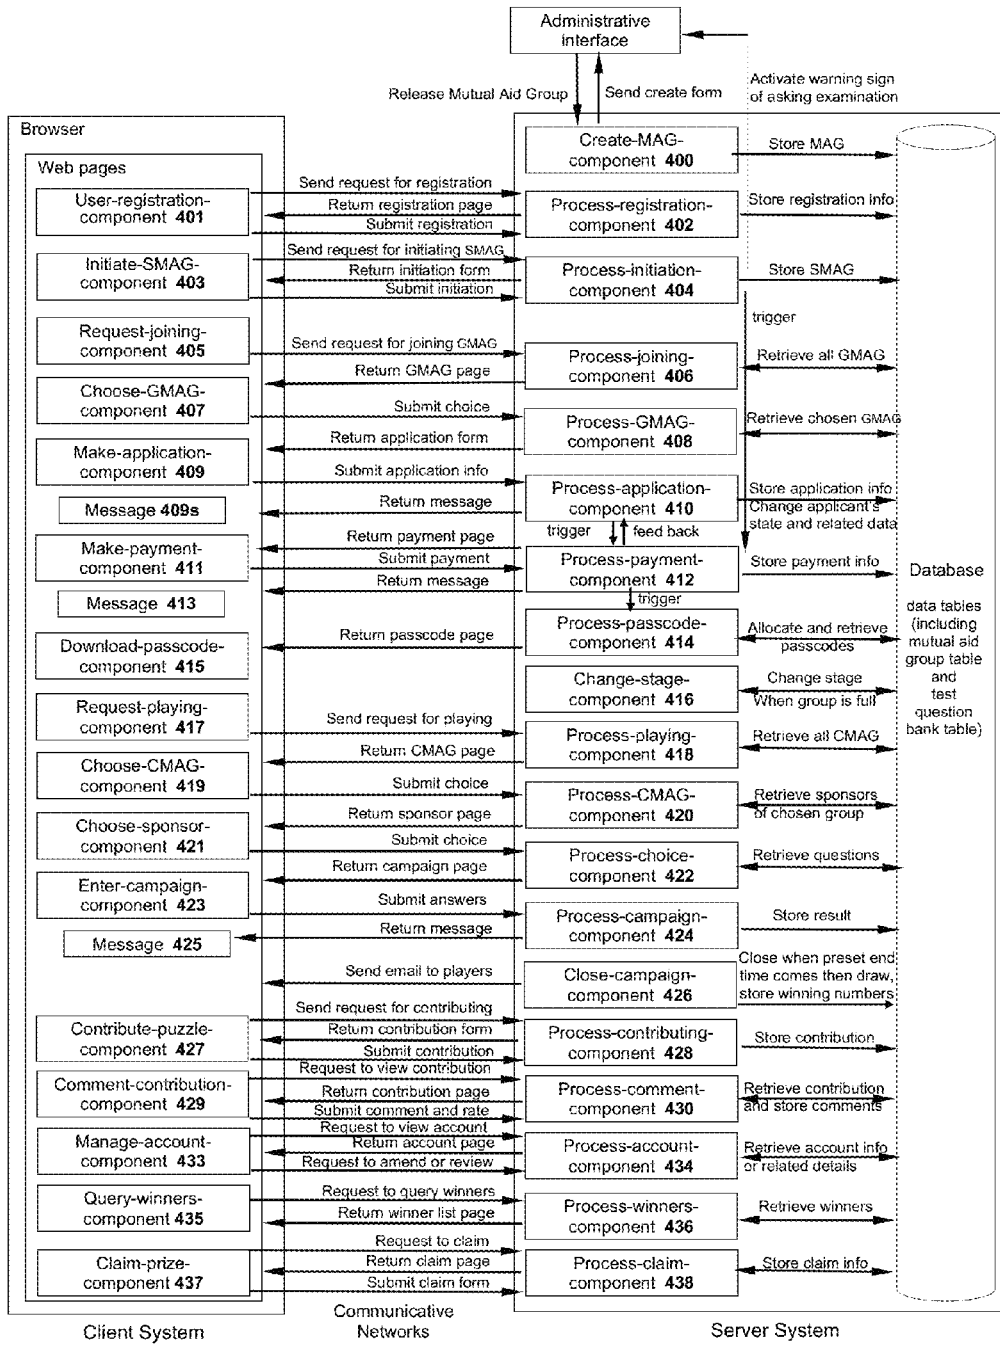 Administrative
interface
Release Mutual Aid Group
Send create form
Activate warning sign
of asking examination
Browser
Web pages
Create-MAG-
component 400
Store MAG
User-registration-
component 401
Send request for registration
Return registration page
Submit registration
Process-registration-
component 402
Store registration info
Initiate-SMAG-
component 403
Send request for initiating SMAG
Return initiation form
Submit initiation
Process-initiation-
component 404
Store SMAG
trigger
Request-joining-
component 405
Send request for joining GMAG
Return GMAG page
Process-joining-
component 406
Retrieve all GMAG
Choose-GMAG-
component 407
Submit choice
Return application form
Process-GMAG-
component 408
Retrieve chosen GMAG
Make-application-
component 409
Submit application info
Return message
Process-application-
component 410
Store application info
Change applicant's
state and related data
Message 409s
trigger
feed back
Make-payment-
component 411
Return payment page
Submit payment
Return message
Process-payment-
component 412
Store payment info
Message 413
trigger
Return passcode page
Process-passcode-
component 414
Allocate and retrieve
passcodes
Download-passcode-
component 415
Change-stage-
component 416
Change stage
When group is full
Request-playing-
component 417
Send request for playing
Return CMAG page
Process-playing-
component 418
Retrieve all CMAG
Choose-CMAG-
component 419
Submit choice
Return sponsor page
Process-CMAG-
component 420
Retrieve sponsors
of chosen group
Choose-sponsor-
component 421
Submit choice
Return campaign page
Process-choice-
component 422
Retrieve questions
Enter-campaign-
component 423
Submit answers
Return message
Process-campaign-
component 424
Store result
Message 425
Send email to players
Close-campaign-
component 426
Close when preset end
time comes then draw,
store winning numbers
Contribute-puzzle-
component 427
Send request for contributing
Return contribution form
Submit contribution
Process-contributing-
component 428
Store contribution
Comment-contribution-
component 429
Request to view contribution
Return contribution page
Submit comment and rate
Process-comment-
component 430
Retrieve contribution
and store comments
Manage-account-
component 433
Request to view account
Return account page
Request to amend or review
Process-account-
component 434
Retrieve account info
or related details
Query-winners-
component 435
Request to query winners
Return winner list page
Process-winners-
component 436
Retrieve winners
Claim-prize-
component 437
Request to claim
Return claim page
Submit claim form
Process-claim-
component 438
Store claim info
Database
data tables
(including
mutual aid
group table
and
test
question
bank table)
Client System
Communicative
Networks
Server System